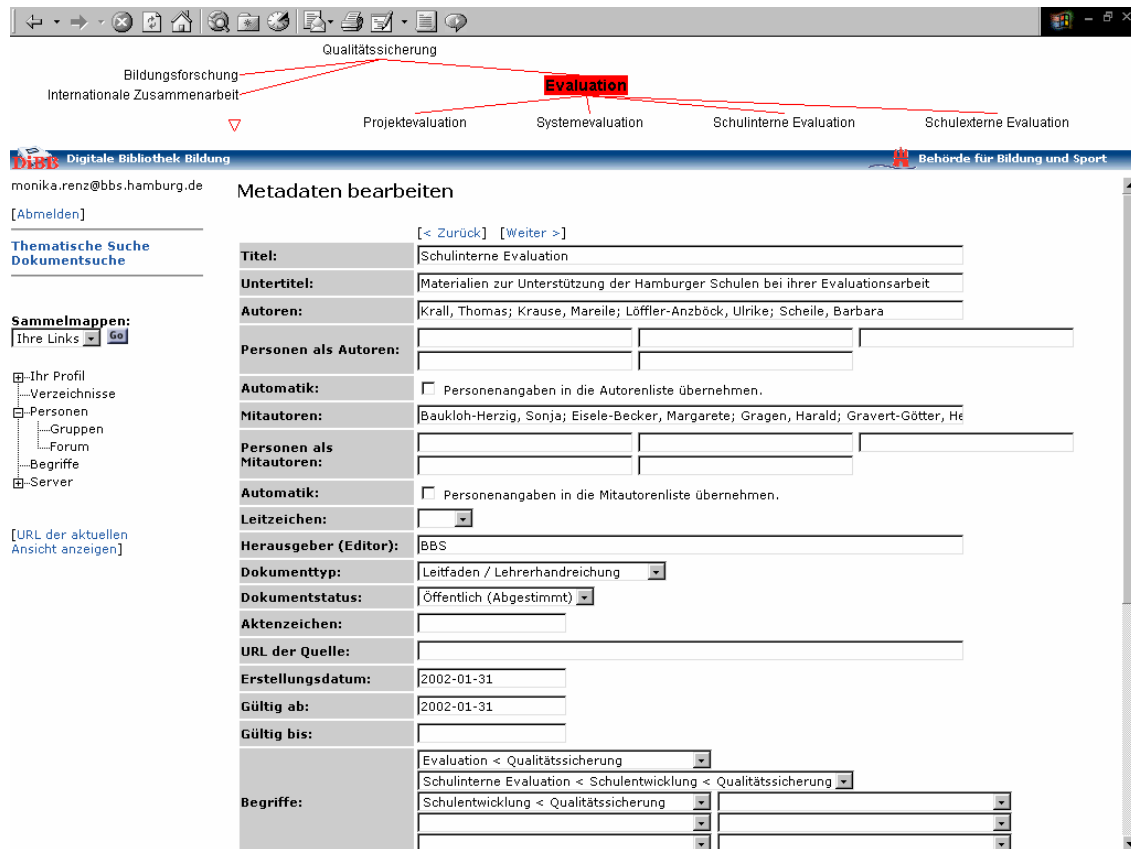 Qualitätssicherung
Bildungsforschung
Evaluation
Internationale Zusammenarbeit
Projektevaluation Systemevaluation Schulinterne Evaluation Schulexterne Evaluation
DiBB Digitale Bibliothek Bildung Behörde für Bildung und Sport
monika.renz@bbs.hamburg.de
[Abmelden]
Thematische Suche
Dokumentsuche
Sammelmappen:
Ihre Links Go
Ihr Profil
Verzeichnisse
Personen
Gruppen
Forum
Begriffe
Server
[URL der aktuellen
Ansicht anzeigen]
Metadaten bearbeiten
[< Zurück] [Weiter >]
Titel: Schulinterne Evaluation
Untertitel: Materialien zur Unterstützung der Hamburger Schulen bei ihrer Evaluationsarbeit
Autoren: Krall, Thomas; Krause, Mareile; Löffler-Anzböck, Ulrike; Scheile, Barbara
Personen als Autoren:
Automatik: Personenangaben in die Autorenliste übernehmen.
Mitautoren: Baukloh-Herzig, Sonja; Eisele-Becker, Margarete; Gragen, Harald; Gravert-Götter, He
Personen als
Mitautoren:
Automatik: Personenangaben in die Mitautorenliste übernehmen.
Leitzeichen:
Herausgeber (Editor): BBS
Dokumenttyp: Leitfaden / Lehrerhandreichung
Dokumentstatus: Öffentlich (Abgestimmt)
Aktenzeichen:
URL der Quelle:
Erstellungsdatum: 2002-01-31
Gültig ab: 2002-01-31
Gültig bis:
Begriffe: Evaluation < Qualitätssicherung
Schulinterne Evaluation < Schulentwicklung < Qualitätssicherung
Schulentwicklung < Qualitätssicherung